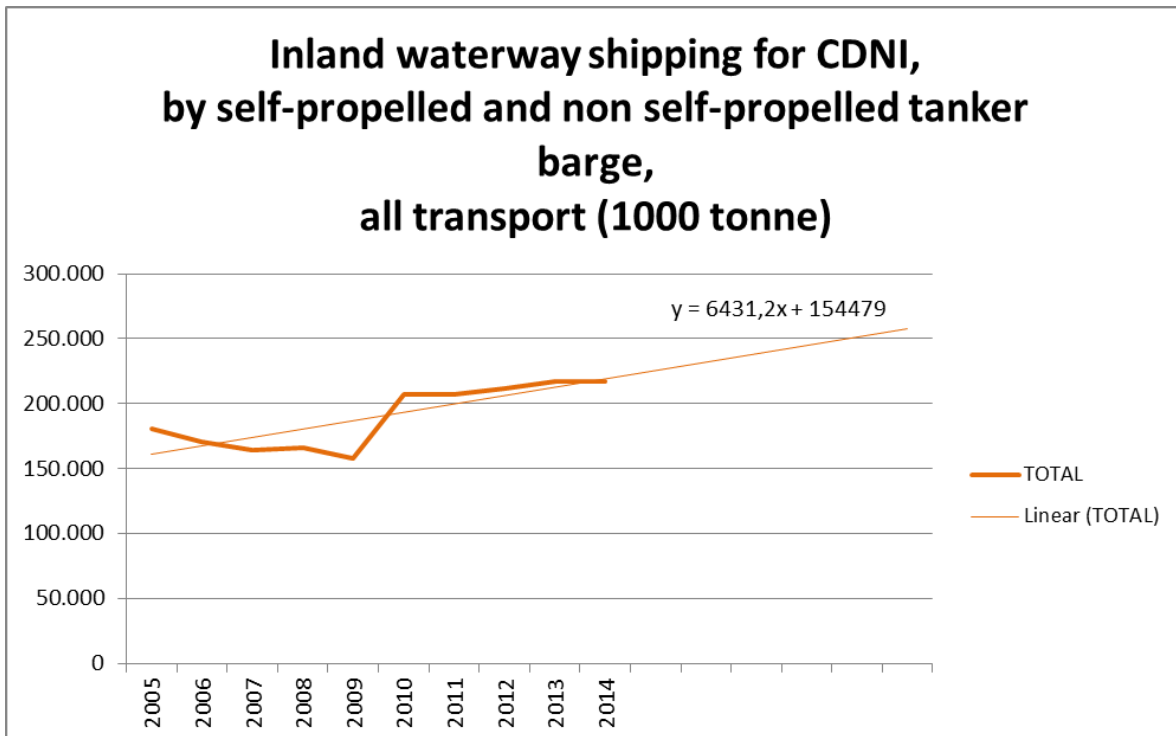 Inland waterway shipping for CDNI,
by self-propelled and non self-propelled tanker
barge,
all transport (1000 tonne)
300.000
y = 6431,2x + 154479
250.000
200.000
150.000
TOTAL
Linear (TOTAL)
100.000
50.000
0
2005
2006
2007
2008
2009
2010
2011
2012
2013
2014